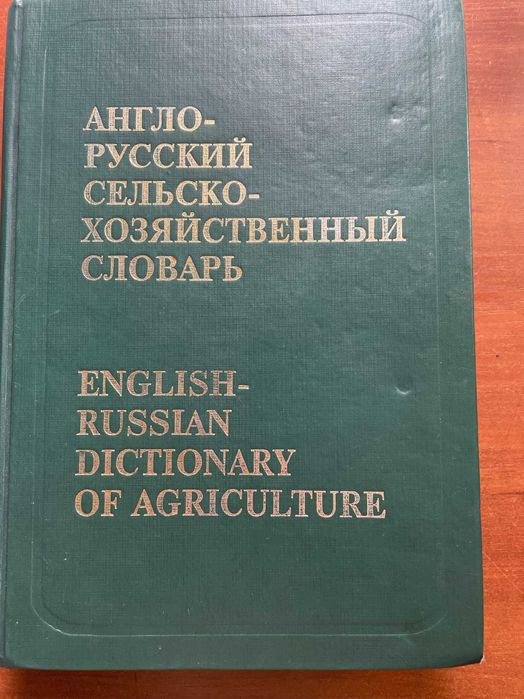 АНГЛО-
РУССКИЙ
СЕЛЬСКО-
ХОЗЯЙСТВЕННЫЙ
СЛОВАРЬ
ENGLISH-
RUSSIAN
DICTIONARY
OF AGRICULTURE